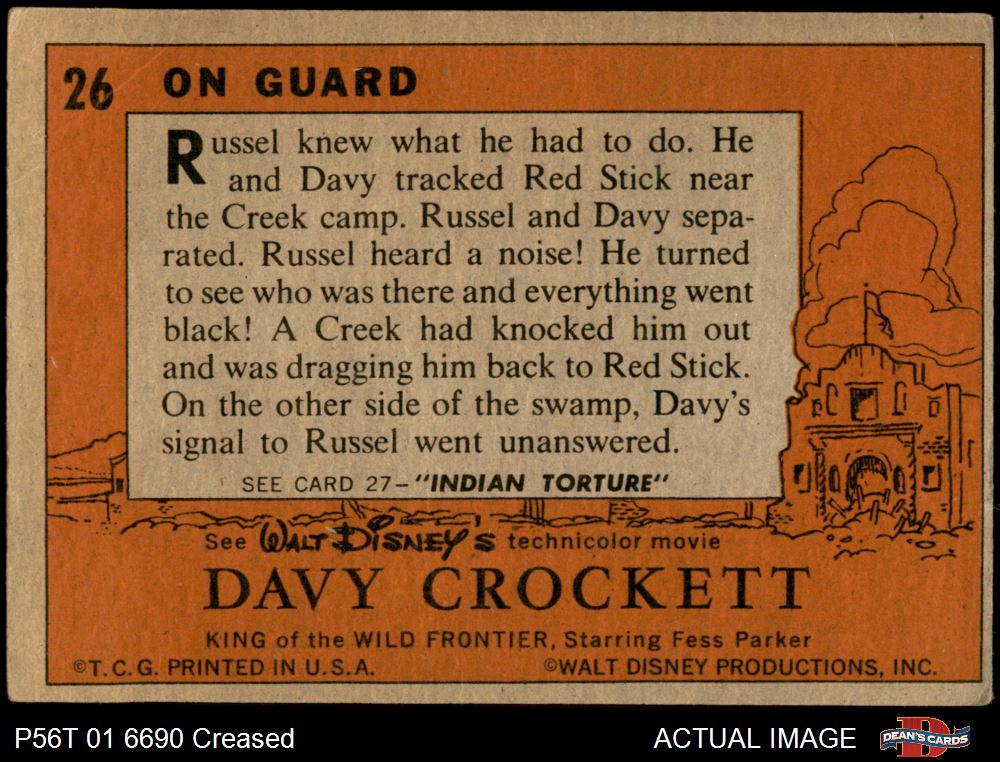 26 ON GUARD
Russel knew what he had to do. He
and Davy tracked Red Stick near
the Creek camp. Russel and Davy sepa-
rated. Russel heard a noise! He turned
to see who was there and everything went
black! A Creek had knocked him out
and was dragging him back to Red Stick.
On the other side of the swamp, Davy's
signal to Russel went unanswered.
SEE CARD 27-"INDIAN TORTURE"
See WALT DISNEY'S technicolor movie
DAVY CROCKETT
KING of the WILD FRONTIER, Starring Fess Parker
©T.C.G. PRINTED IN U.S.A. ©WALT DISNEY PRODUCTIONS, INC.
P56T 01 6690 Creased ACTUAL IMAGE D DEAN'S CARDS